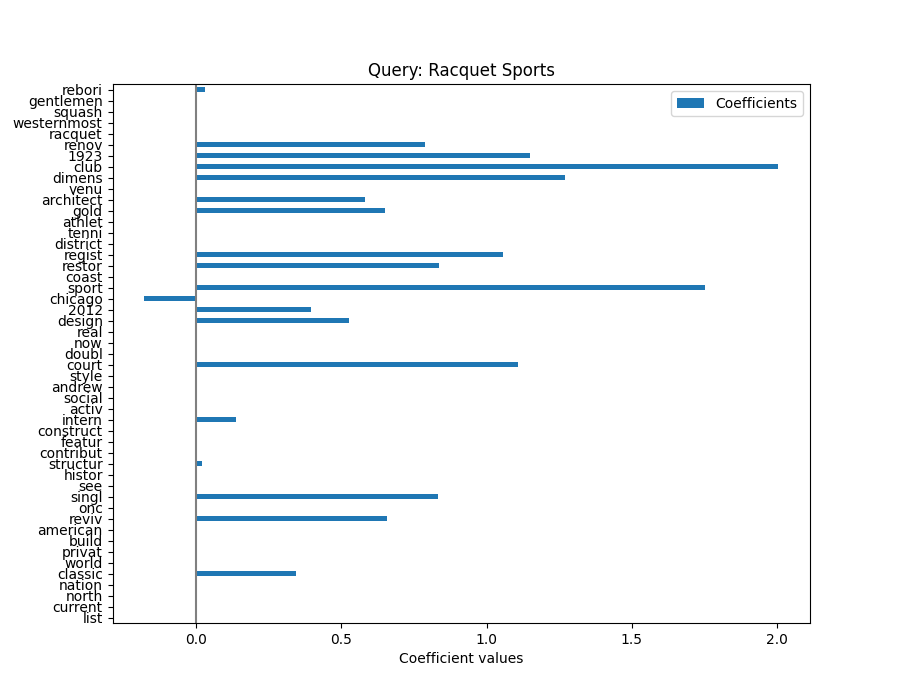 Query: Racquet Sports
Coefficients
rebori
gentlemen
squash
westernmost
racquet
renov
1923
club
dimens
venu
architect
gold
athlet
tenni
district
regist
restor
coast
sport
chicago
2012
design
real
now
doubl
court
style
andrew
social
activ
intern
construct
featur
contribut
structur
histor
see
singl
onc
reviv
american
build
privat
world
classic
nation
north
current
list
0.0 0.5 1.0 1.5 2.0
Coefficient values